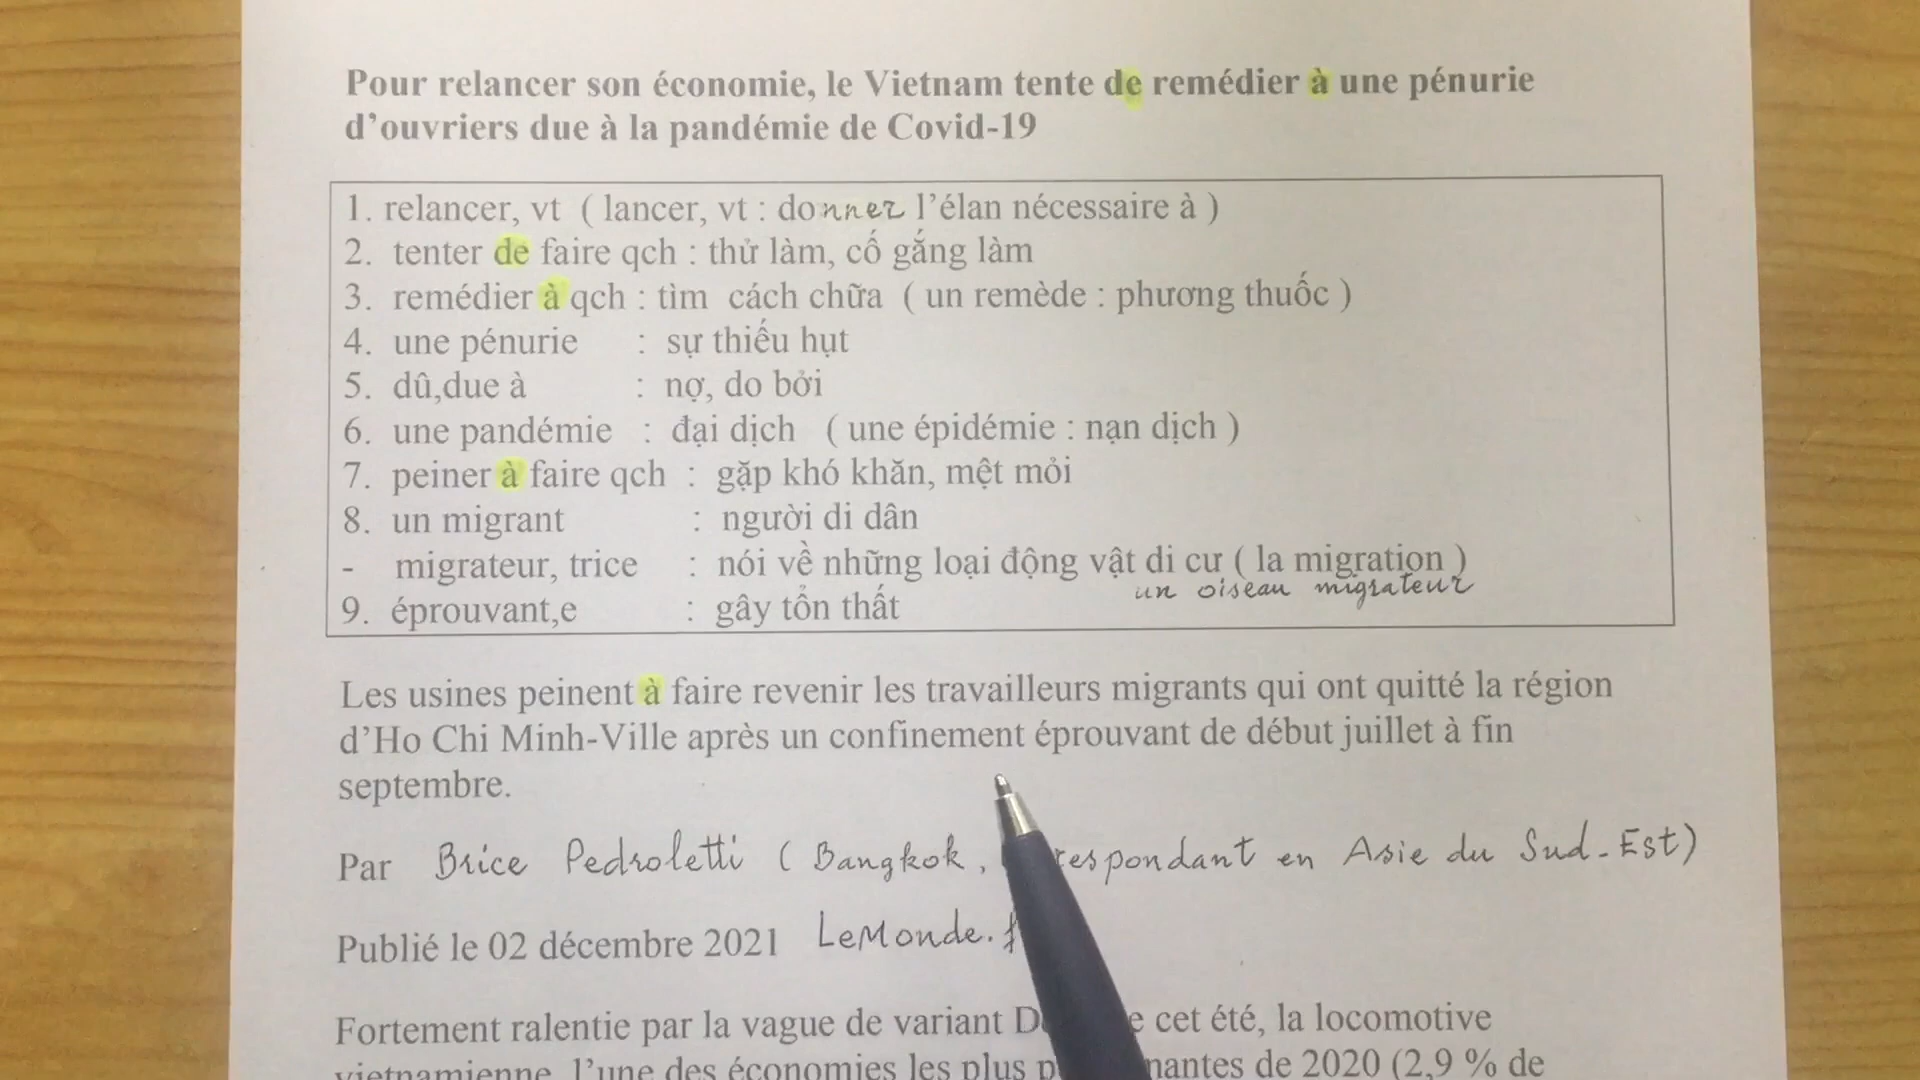 Pour relancer son économie, le Vietnam tente de remédier à une pénurie
d'ouvriers due à la pandémie de Covid-19
1. relancer, vt ( lancer, vt : donner l'élan nécessaire à )
2. tenter de faire qch : thử làm, cố gắng làm
3. remédier à qch : tìm cách chữa ( un remède : phương thuốc )
4. une pénurie : sự thiếu hụt
5. dû,due à : nợ, do bởi
6. une pandémie : đại dịch ( une épidémie : nạn dịch )
7. peiner à faire qch : gặp khó khăn, mệt mỏi
8. un migrant : người di dân
- migrateur, trice : nói về những loại động vật di cư ( la migration )
un oiseau migrateur
9. éprouvant,e : gây tổn thất
Les usines peinent à faire revenir les travailleurs migrants qui ont quitté la région
d'Ho Chi Minh-Ville après un confinement éprouvant de début juillet à fin
septembre.
Par Brice Pedroletti ( Bangkok, respondant en Asie du Sud-Est)
Publié le 02 décembre 2021 LeMonde.f
Fortement ralentie par la vague de variant cet été, la locomotive
vietnamienne, l'une des économies les plus de 2020 (2,9 % de